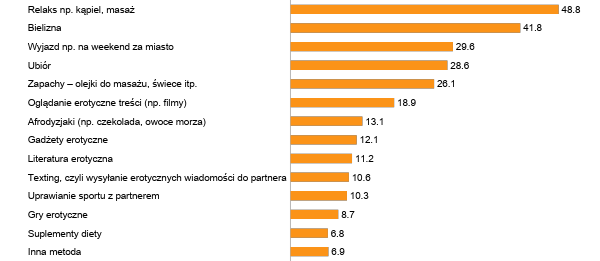 Relaks np. kąpiel, masaż 48.8
Bielizna 41.8
Wyjazd np. na weekend za miasto 29.6
Ubiór 28.6
Zapachy – olejki do masażu, świece itp. 26.1
Oglądanie erotyczne treści (np. filmy) 18.9
Afrodyzjaki (np. czekolada, owoce morza) 13.1
Gadżety erotyczne 12.1
Literatura erotyczna 11.2
Texting, czyli wysyłanie erotycznych wiadomości do partnera 10.6
Uprawianie sportu z partnerem 10.3
Gry erotyczne 8.7
Suplementy diety 6.8
Inna metoda 6.9